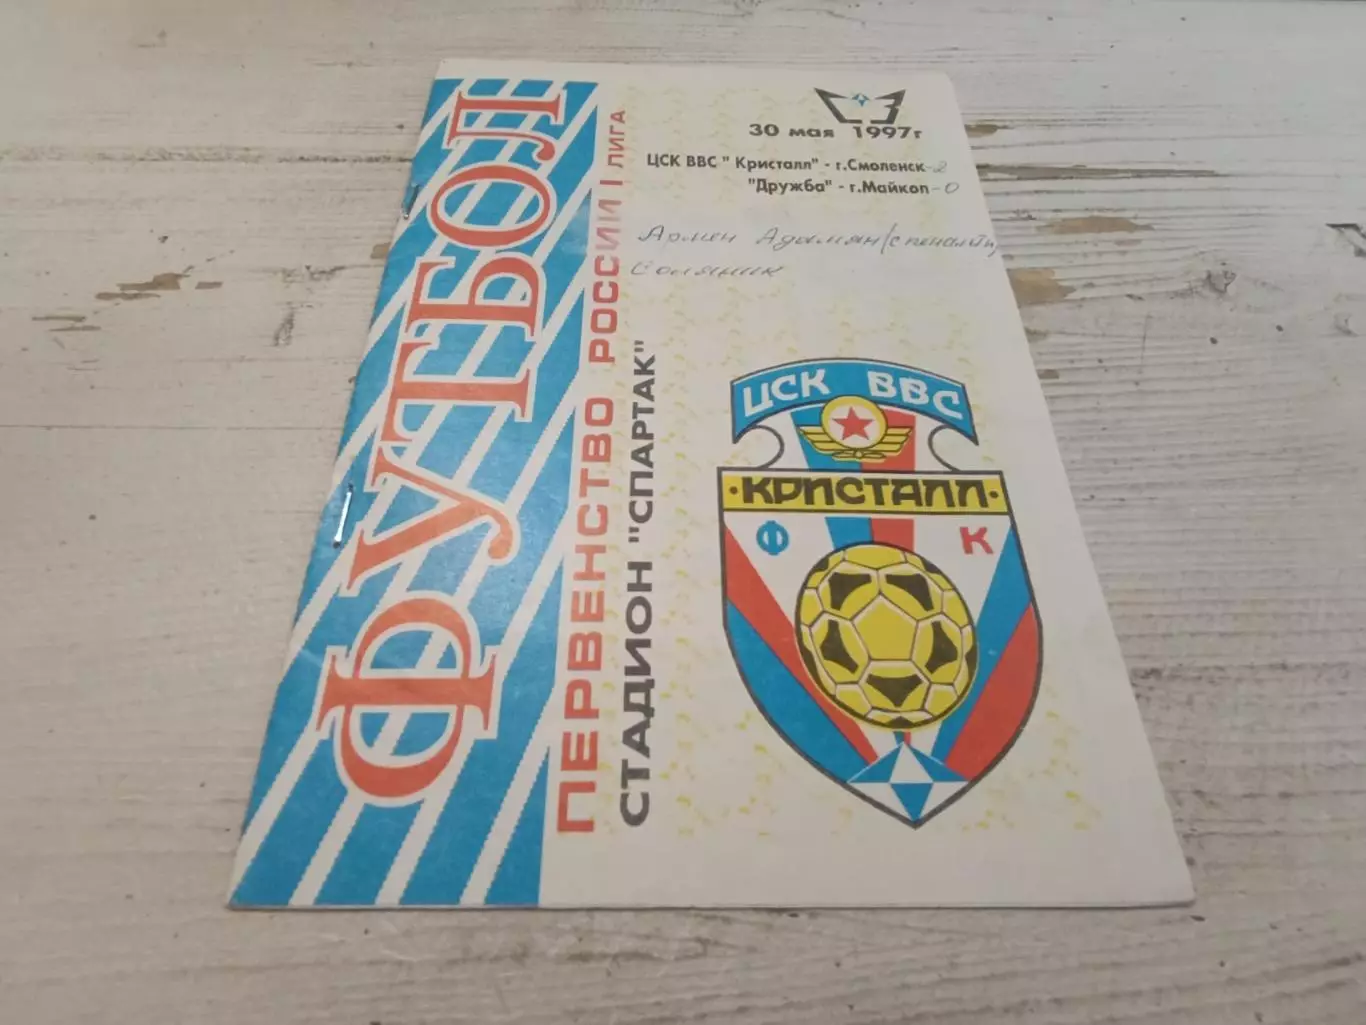 ФУТБОЛ
ПЕРВЕНСТВО РОССИИ I ЛИГА
СТАДИОН "СПАРТАК"
30 мая 1997г
ЦСК ВВС " Кристалл" - г.Смоленск-2
"Дружба" - г.Майкоп-0
Армен Адамян (с пенальти)
Соляник
ЦСК ВВС
·КРИСТАЛЛ·
Ф К